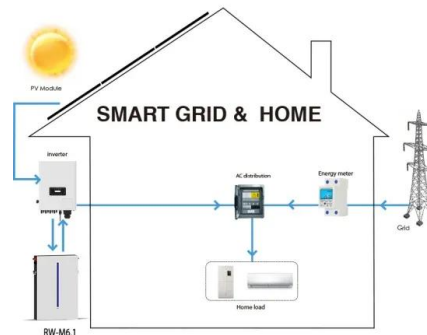 PV Module
SMART GRID & HOME
Inverter
AC distribution
Energy meter
Grid
Home load
RW-M6.1